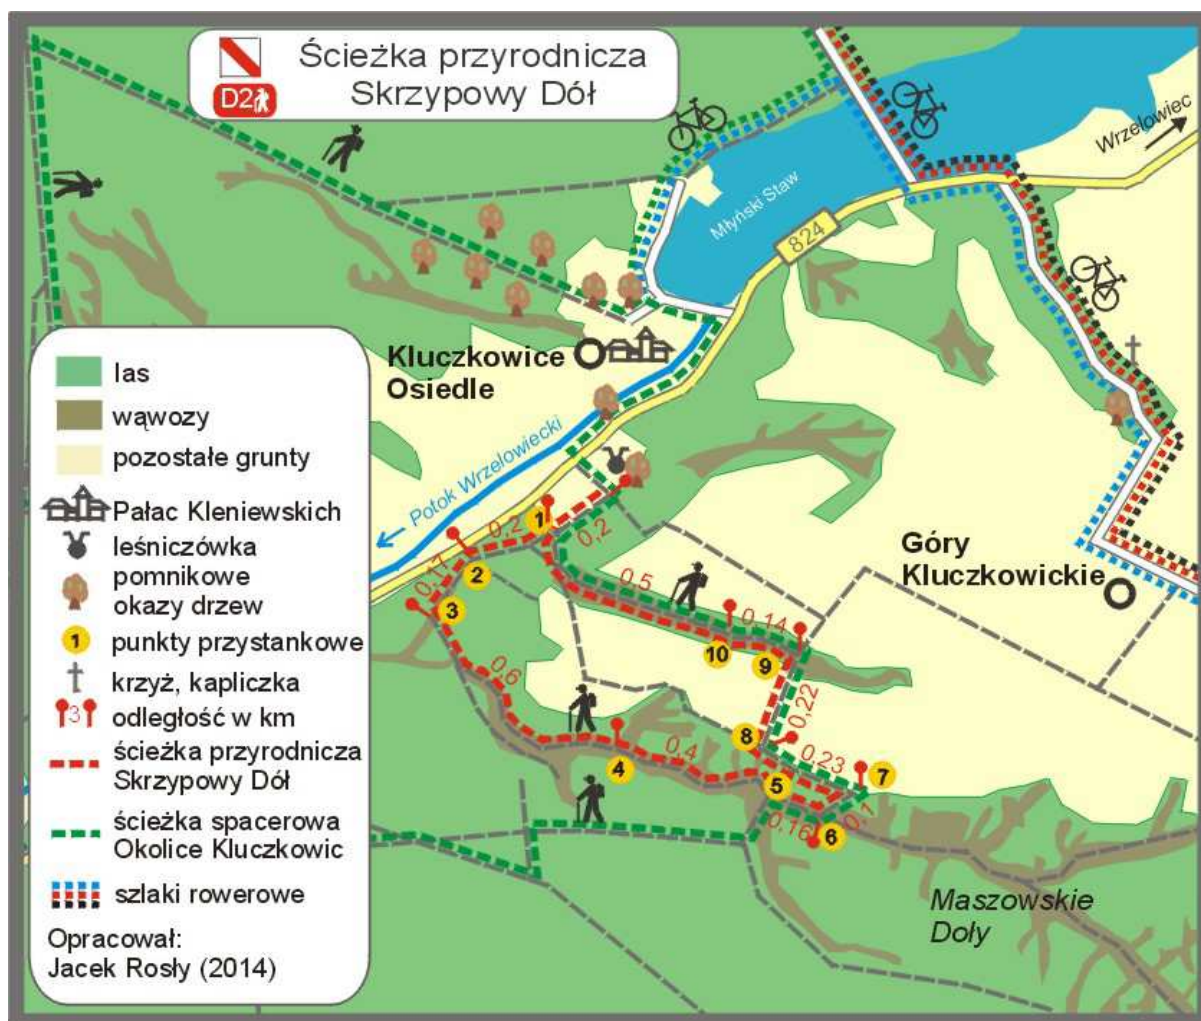 Ścieżka przyrodnicza
Skrzypowy Dół
D2
Wrzelowiec
Młyński Staw
824
Kluczkowice
Osiedle
Potok Wrzelowiecki
Góry
Kluczkowickie
Maszowskie
Doły
las
wąwozy
pozostałe grunty
Pałac Kleniewskich
leśniczówka
pomnikowe
okazy drzew
1
punkty przystankowe
krzyż, kapliczka
3
odległość w km
ścieżka przyrodnicza
Skrzypowy Dół
ścieżka spacerowa
Okolice Kluczkowic
szlaki rowerowe
Opracował:
Jacek Rosły (2014)
1
0,2
0,2
2
0,17
3
0,5
0,14
10
9
0,6
0,22
8
4
0,4
0,23
7
5
0,1
0,16
6